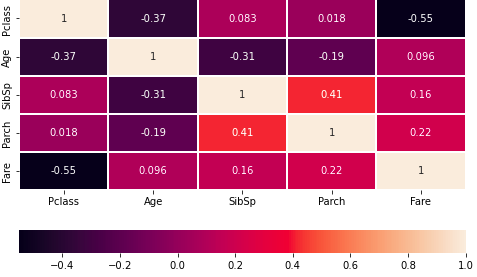 Pclass 1 -0.37 0.083 0.018 -0.55
Age -0.37 1 -0.31 -0.19 0.096
SibSp 0.083 -0.31 1 0.41 0.16
Parch 0.018 -0.19 0.41 1 0.22
Fare -0.55 0.096 0.16 0.22 1
Pclass Age SibSp Parch Fare
−0.4 −0.2 0.0 0.2 0.4 0.6 0.8 1.0